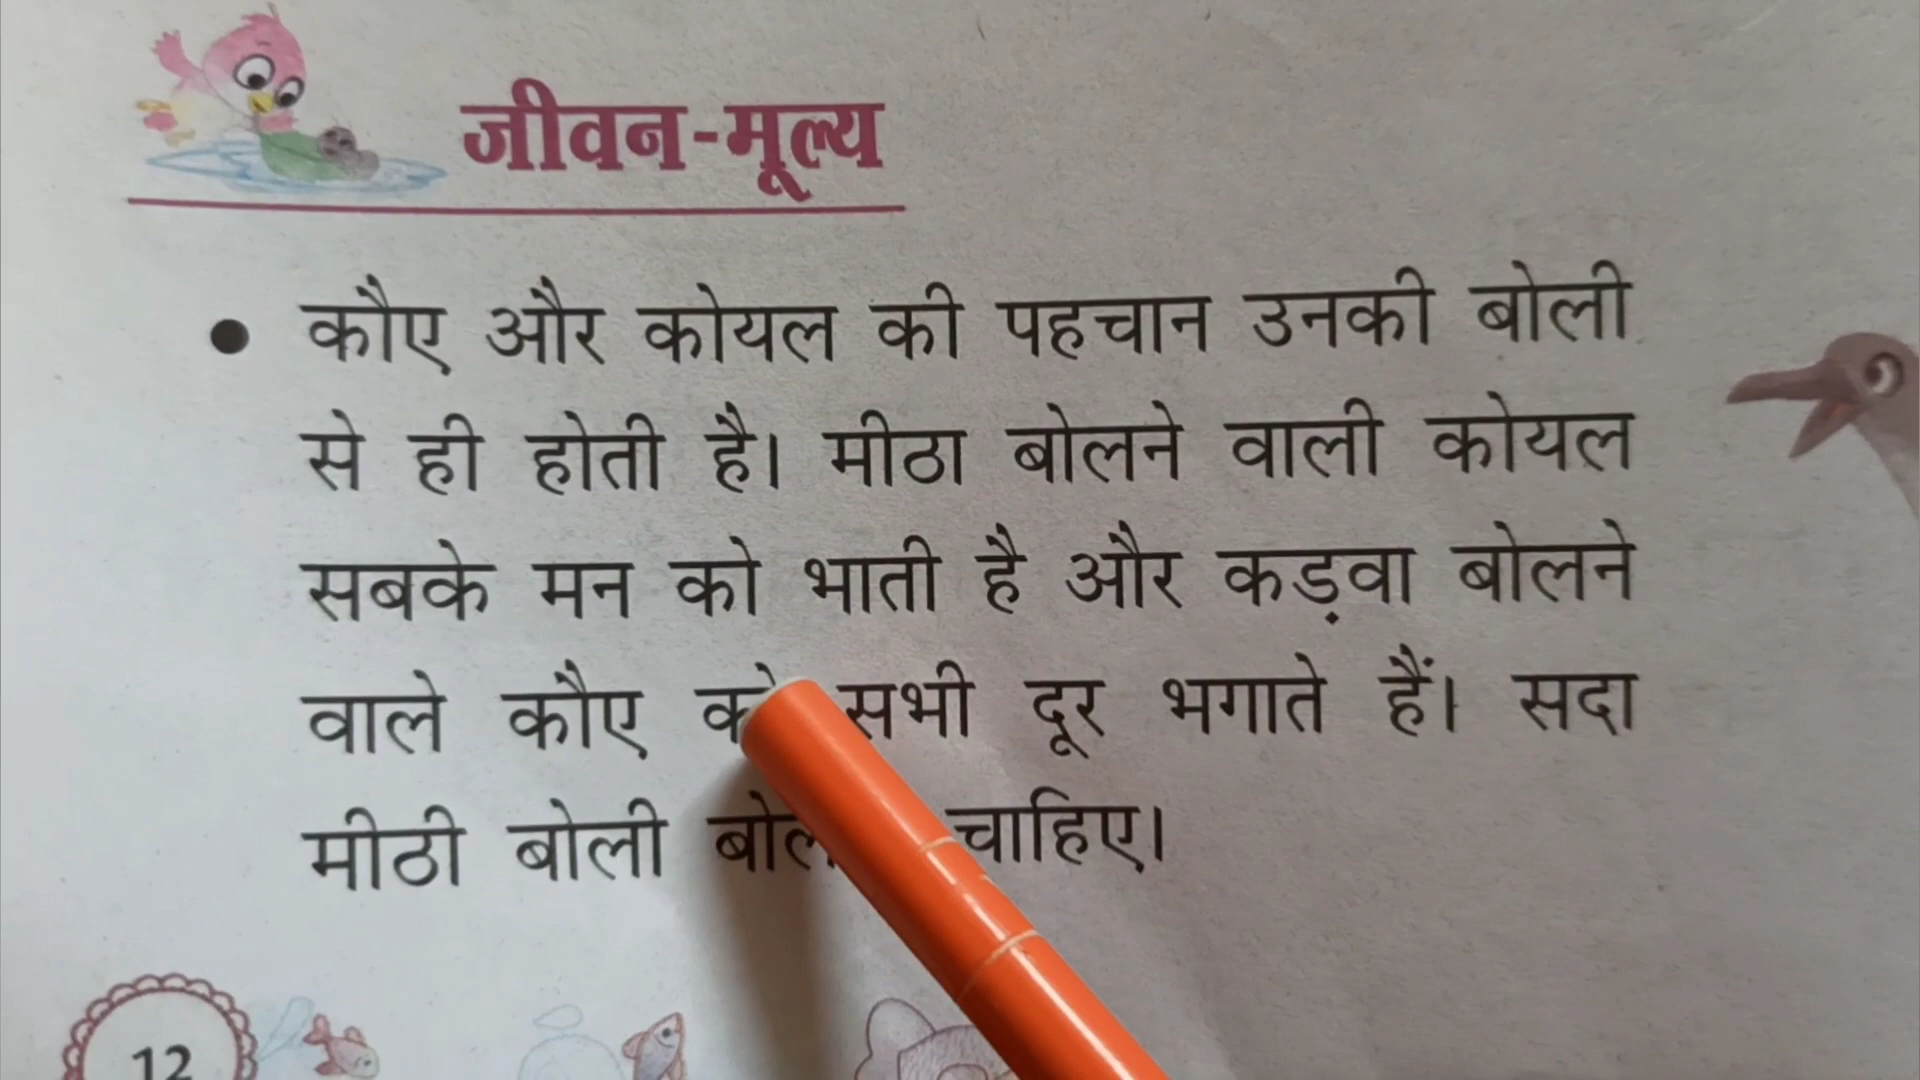 जीवन-मूल्य
• कौए और कोयल की पहचान उनकी बोली
से ही होती है। मीठा बोलने वाली कोयल
सबके मन को भाती है और कड़वा बोलने
वाले कौए को सभी दूर भगाते हैं। सदा
मीठी बोली चाहिए।
12